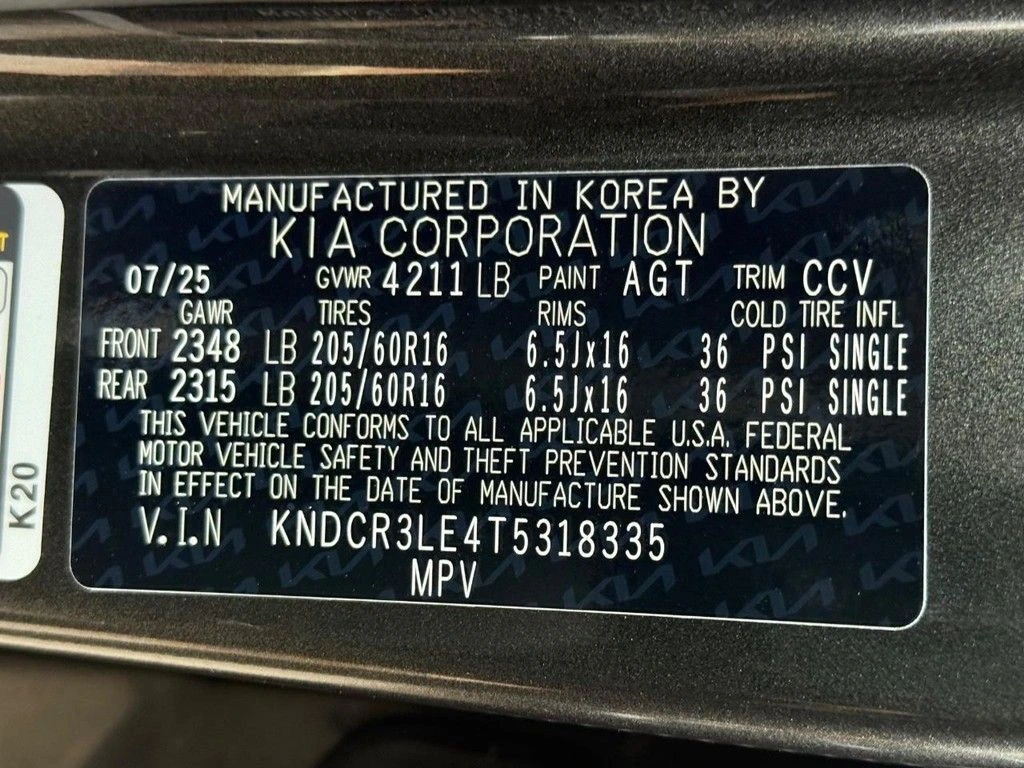 MANUFACTURED IN KOREA BY
KIA CORPORATION
07/25 GVWR 4211 LB PAINT AGT TRIM CCV
GAWR TIRES RIMS COLD TIRE INFL
FRONT 2348 LB 205/60R16 6.5Jx16 36 PSI SINGLE
REAR 2315 LB 205/60R16 6.5Jx16 36 PSI SINGLE
THIS VEHICLE CONFORMS TO ALL APPLICABLE U.S.A. FEDERAL
MOTOR VEHICLE SAFETY AND THEFT PREVENTION STANDARDS
IN EFFECT ON THE DATE OF MANUFACTURE SHOWN ABOVE.
V.I.N KNDCR3LE4T5318335
MPV
K20